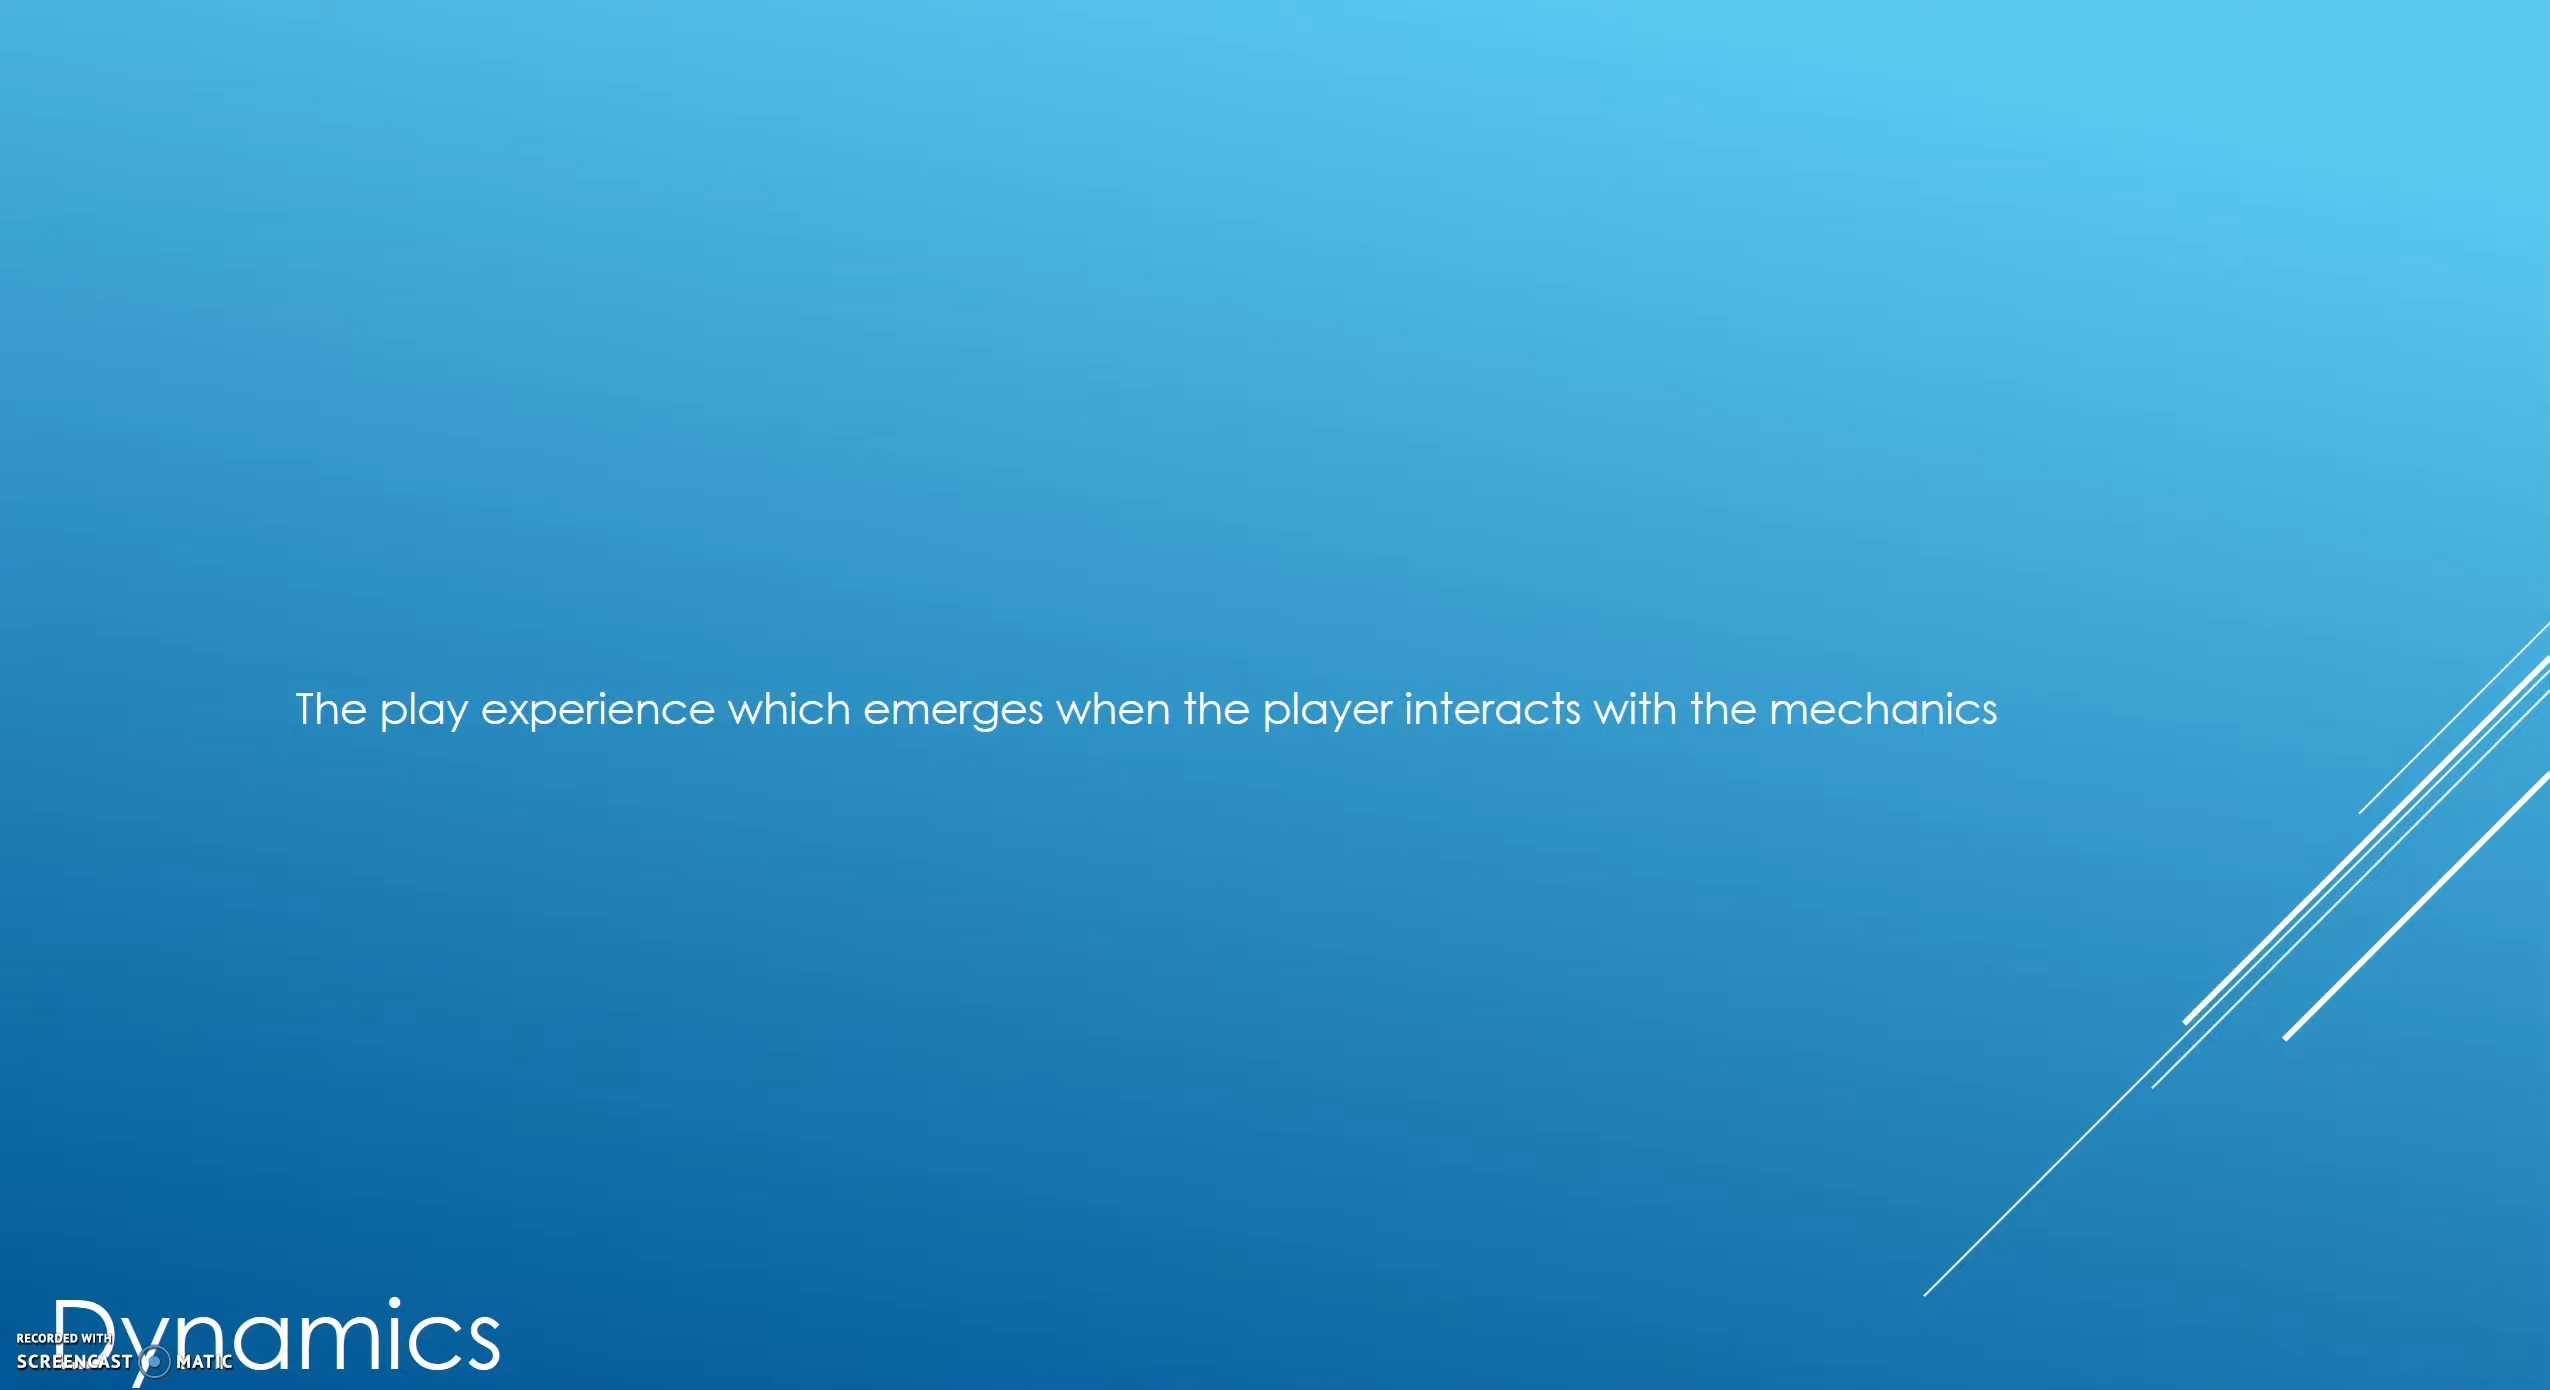 The play experience which emerges when the player interacts with the mechanics
Dynamics
RECORDED WITH
SCREENCAST MATIC